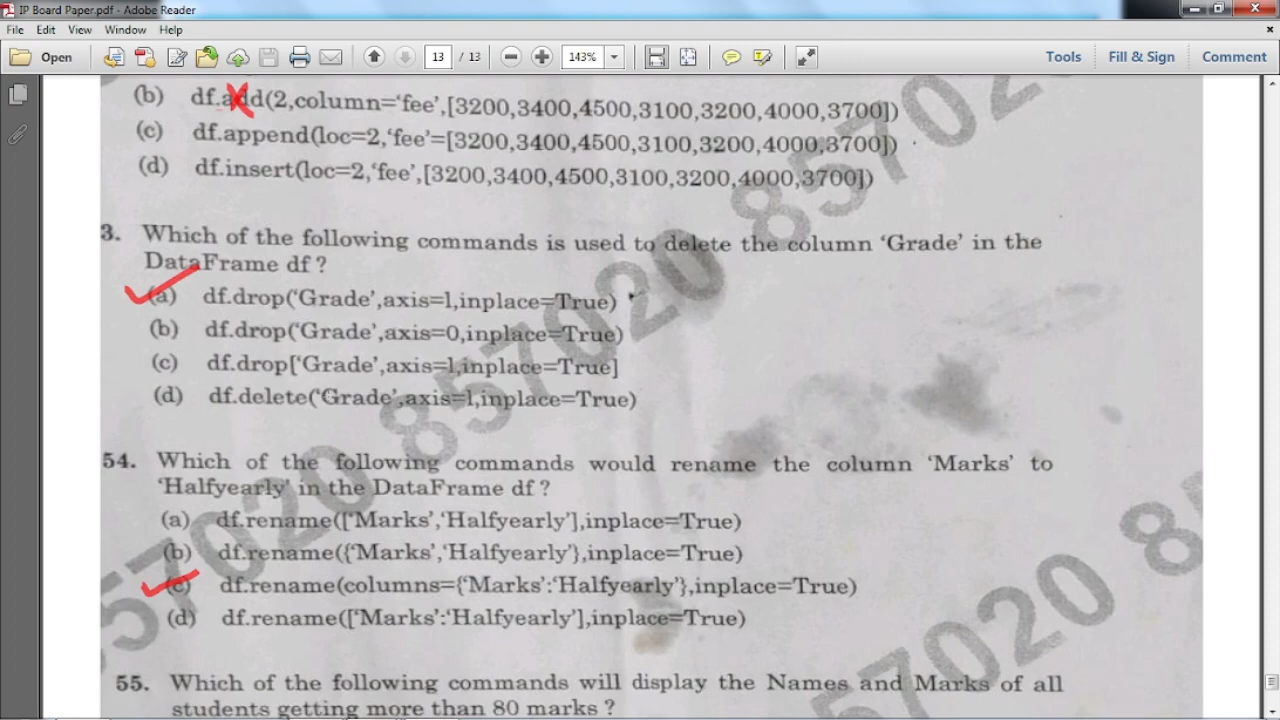 IP Board Paper.pdf - Adobe Reader
File Edit View Window Help
Open 13 / 13 143% Tools Fill & Sign Comment
(b) df.add(2,column=‘fee’,[3200,3400,4500,3100,3200,4000,3700])
(c) df.append(loc=2,‘fee’=[3200,3400,4500,3100,3200,4000,3700])
(d) df.insert(loc=2,‘fee’,[3200,3400,4500,3100,3200,4000,3700])
3. Which of the following commands is used to delete the column ‘Grade’ in the
DataFrame df ?
(a) df.drop(‘Grade’,axis=1,inplace=True)
(b) df.drop(‘Grade’,axis=0,inplace=True)
(c) df.drop[‘Grade’,axis=1,inplace=True]
(d) df.delete(‘Grade’,axis=1,inplace=True)
54. Which of the following commands would rename the column ‘Marks’ to
‘Halfyearly’ in the DataFrame df ?
(a) df.rename([‘Marks’,‘Halfyearly’],inplace=True)
(b) df.rename({‘Marks’,‘Halfyearly’},inplace=True)
(c) df.rename(columns={‘Marks’:‘Halfyearly’},inplace=True)
(d) df.rename([‘Marks’:‘Halfyearly’],inplace=True)
55. Which of the following commands will display the Names and Marks of all
students getting more than 80 marks ?
857020 857020 857020
857020 857020